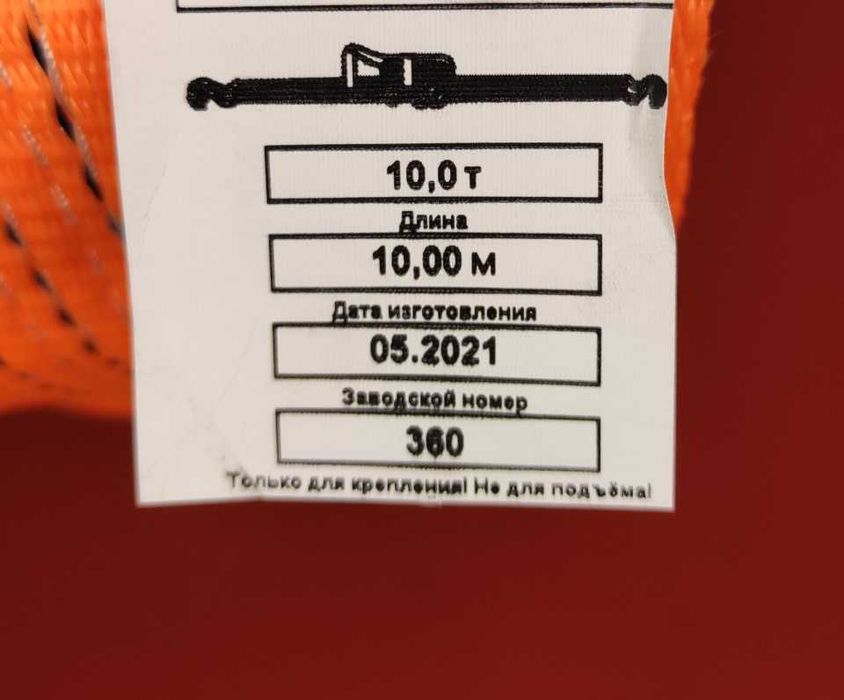 10,0 т
Длина
10,00 м
Дата изготовления
05.2021
Заводской номер
360
Только для крепления! Не для подъёма!